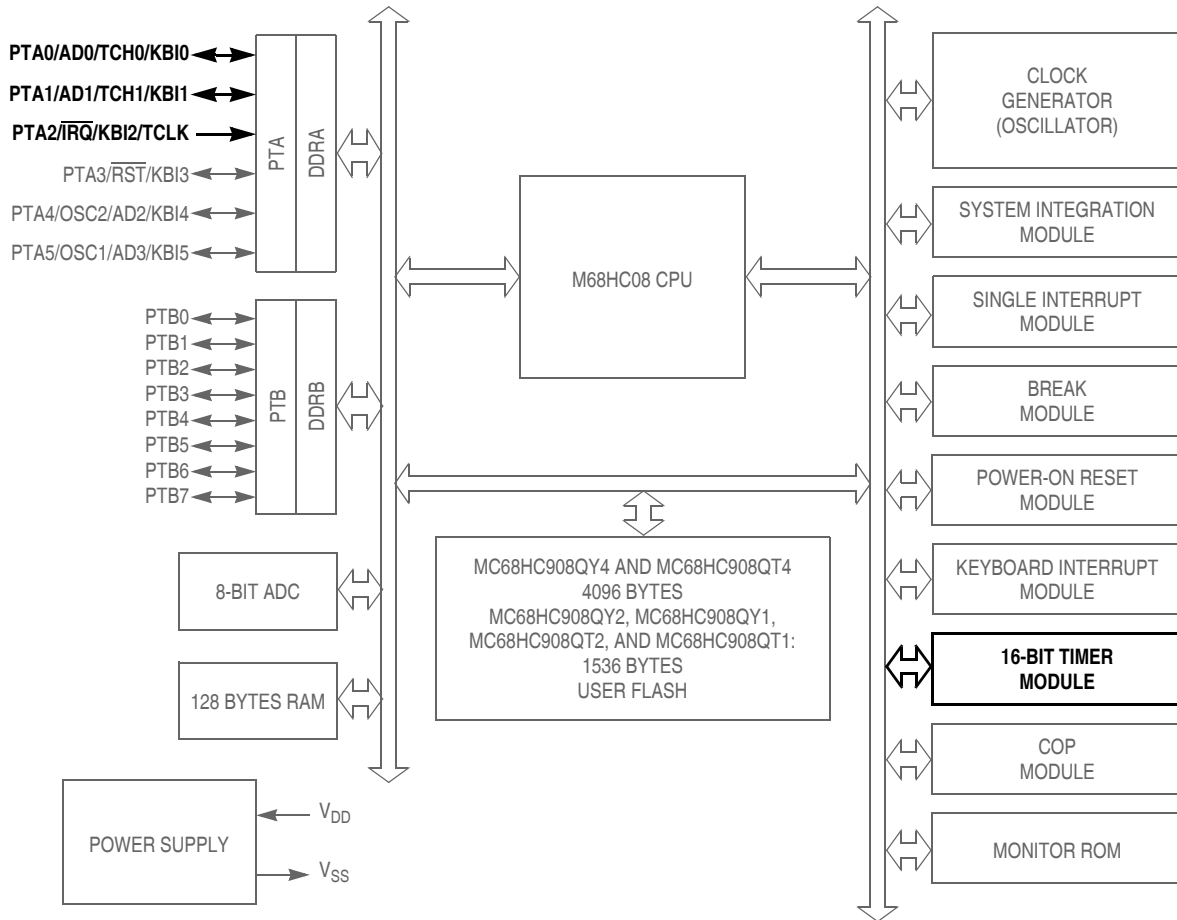 PTA0/AD0/TCH0/KBI0
PTA1/AD1/TCH1/KBI1
PTA2/I̅R̅Q̅/KBI2/TCLK
PTA3/R̅S̅T̅/KBI3
PTA4/OSC2/AD2/KBI4
PTA5/OSC1/AD3/KBI5
PTA
DDRA
PTB0
PTB1
PTB2
PTB3
PTB4
PTB5
PTB6
PTB7
PTB
DDRB
8-BIT ADC
128 BYTES RAM
POWER SUPPLY
VDD
VSS
M68HC08 CPU
MC68HC908QY4 AND MC68HC908QT4
4096 BYTES
MC68HC908QY2, MC68HC908QY1,
MC68HC908QT2, AND MC68HC908QT1:
1536 BYTES
USER FLASH
CLOCK
GENERATOR
(OSCILLATOR)
SYSTEM INTEGRATION
MODULE
SINGLE INTERRUPT
MODULE
BREAK
MODULE
POWER-ON RESET
MODULE
KEYBOARD INTERRUPT
MODULE
16-BIT TIMER
MODULE
COP
MODULE
MONITOR ROM